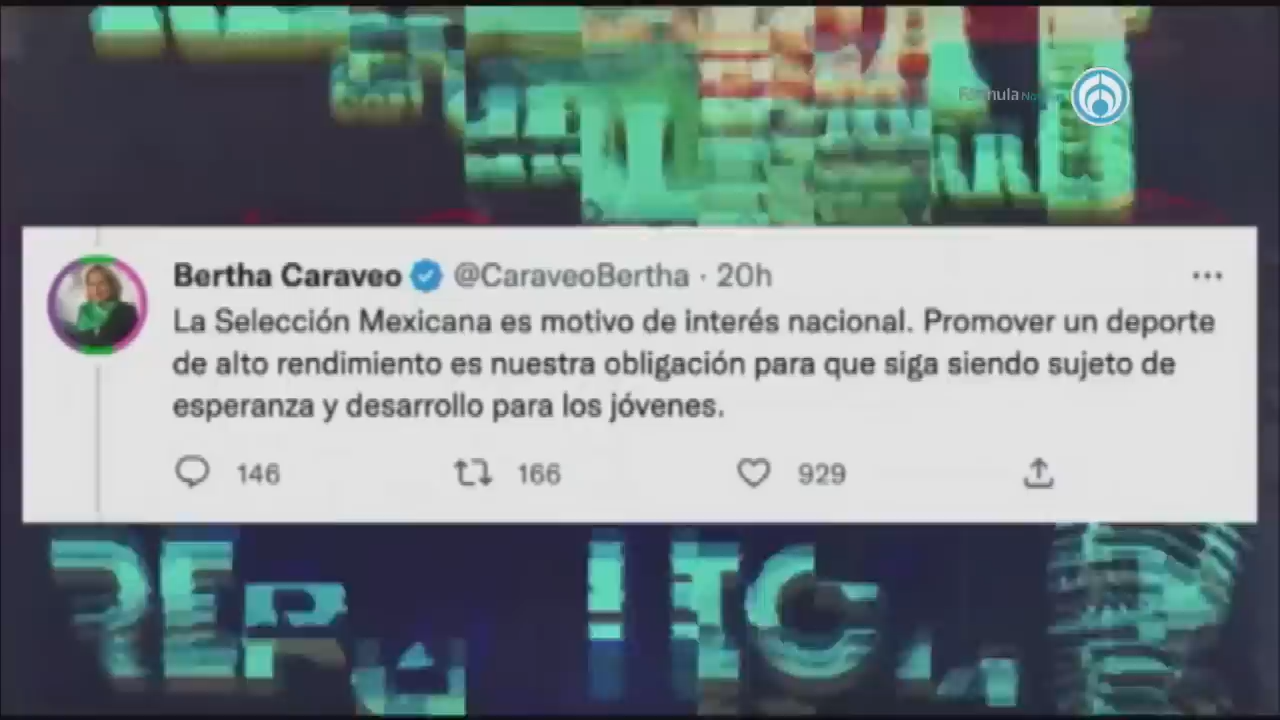 Fórmula
Bertha Caraveo @CaraveoBertha · 20h
La Selección Mexicana es motivo de interés nacional. Promover un deporte
de alto rendimiento es nuestra obligación para que siga siendo sujeto de
esperanza y desarrollo para los jóvenes.
146 166 929